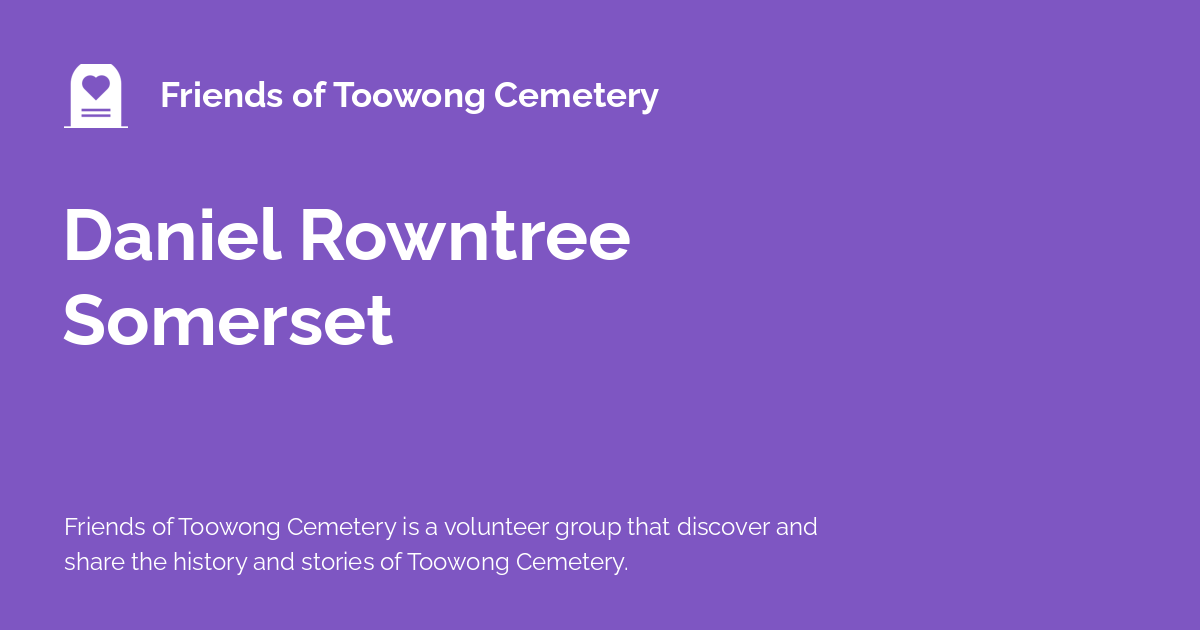 Friends of Toowong Cemetery
Daniel Rowntree
Somerset
Friends of Toowong Cemetery is a volunteer group that discover and
share the history and stories of Toowong Cemetery.